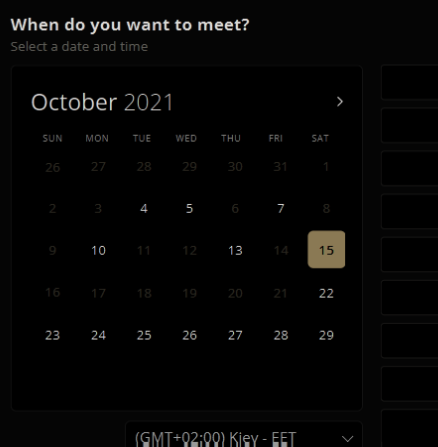 When do you want to meet?
Select a date and time
October 2021
SUN MON TUE WED THU FRI SAT
26 27 28 29 30 31 1
2 3 4 5 6 7 8
9 10 11 12 13 14 15
16 17 18 19 20 21 22
23 24 25 26 27 28 29
(GMT+02:00) Kiev - EET